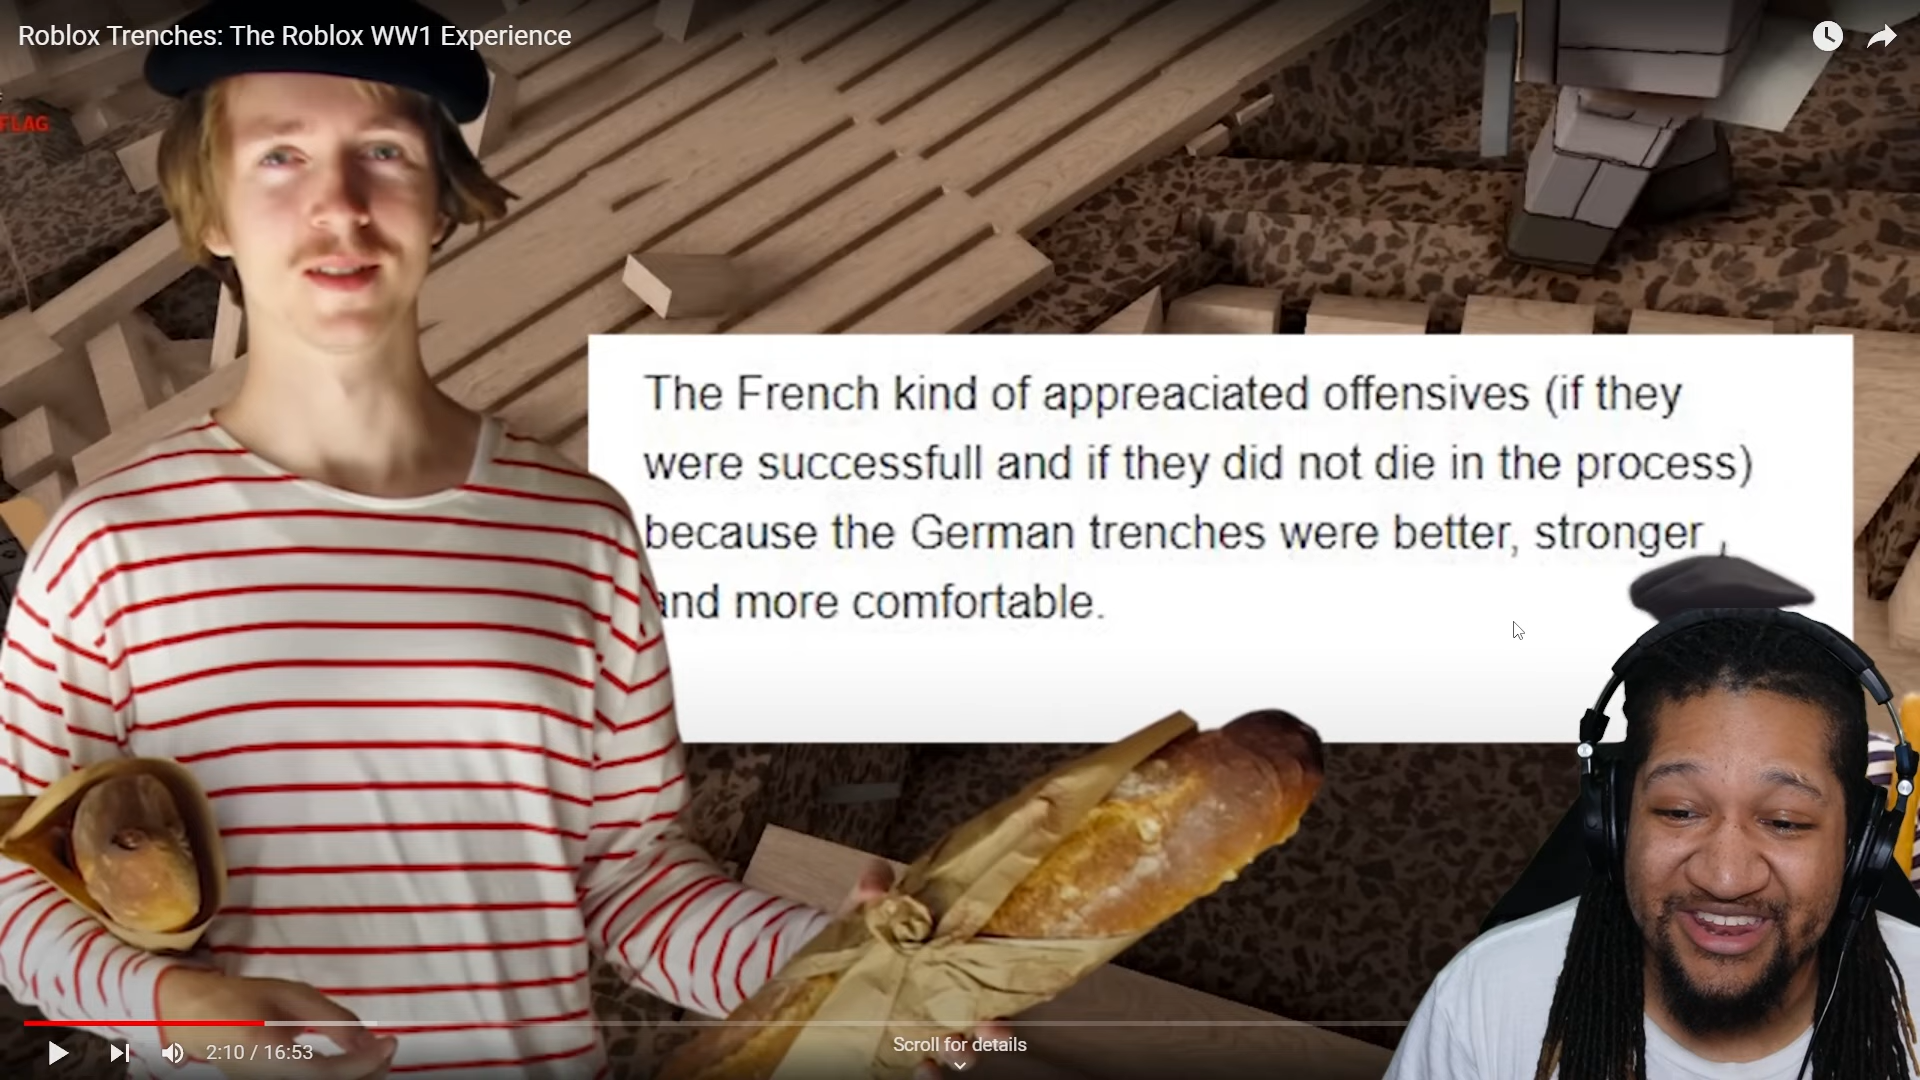 Roblox Trenches: The Roblox WW1 Experience
FLAG
The French kind of appreaciated offensives (if they
were successfull and if they did not die in the process)
because the German trenches were better, stronger ,
and more comfortable.
Scroll for details
2:10 / 16:53